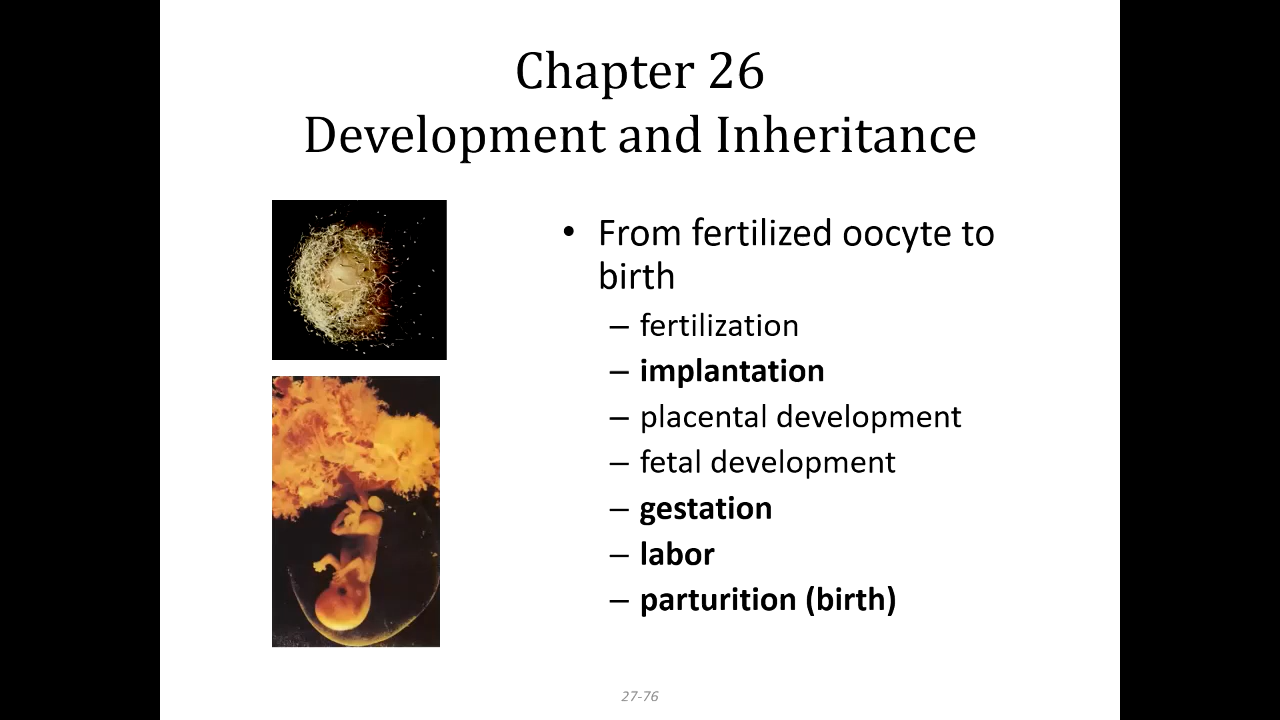 Chapter 26
Development and Inheritance
• From fertilized oocyte to
birth
– fertilization
– implantation
– placental development
– fetal development
– gestation
– labor
– parturition (birth)
27-76